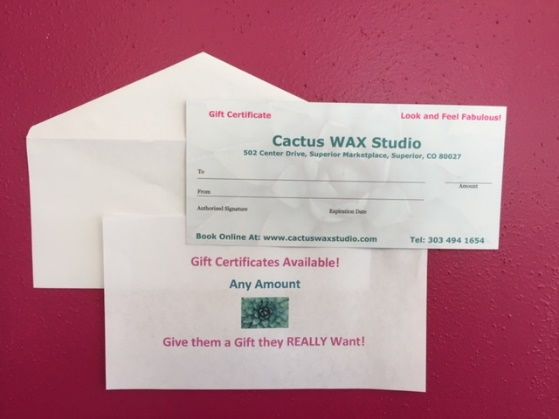 Gift Certificate
Look and Feel Fabulous!
Cactus WAX Studio
502 Center Drive, Superior Marketplace, Superior, CO 80027
To
Amount
From
Authorized Signature
Expiration Date
Book Online At: www.cactuswaxstudio.com
Tel: 303 494 1654
Gift Certificates Available!
Any Amount
Give them a Gift they REALLY Want!